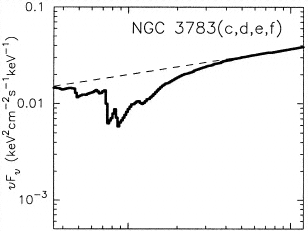 0.1
NGC 3783(c,d,e,f)
0.01
10⁻³
νFν (keV²cm⁻²s⁻¹keV⁻¹)